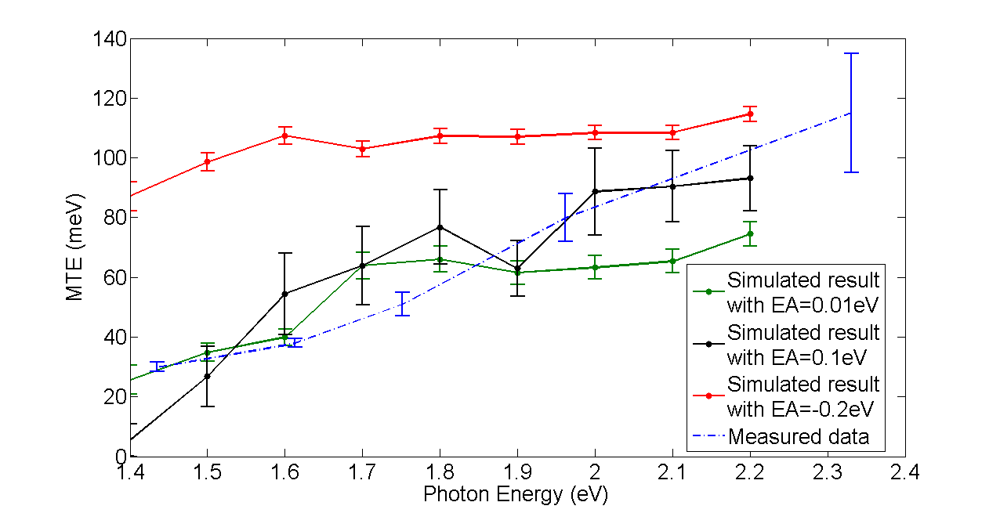 140
120
100
80
60
40
20
0
MTE (meV)
1.4 1.5 1.6 1.7 1.8 1.9 2 2.1 2.2 2.3 2.4
Photon Energy (eV)
Simulated result
with EA=0.01eV
Simulated result
with EA=0.1eV
Simulated result
with EA=-0.2eV
Measured data